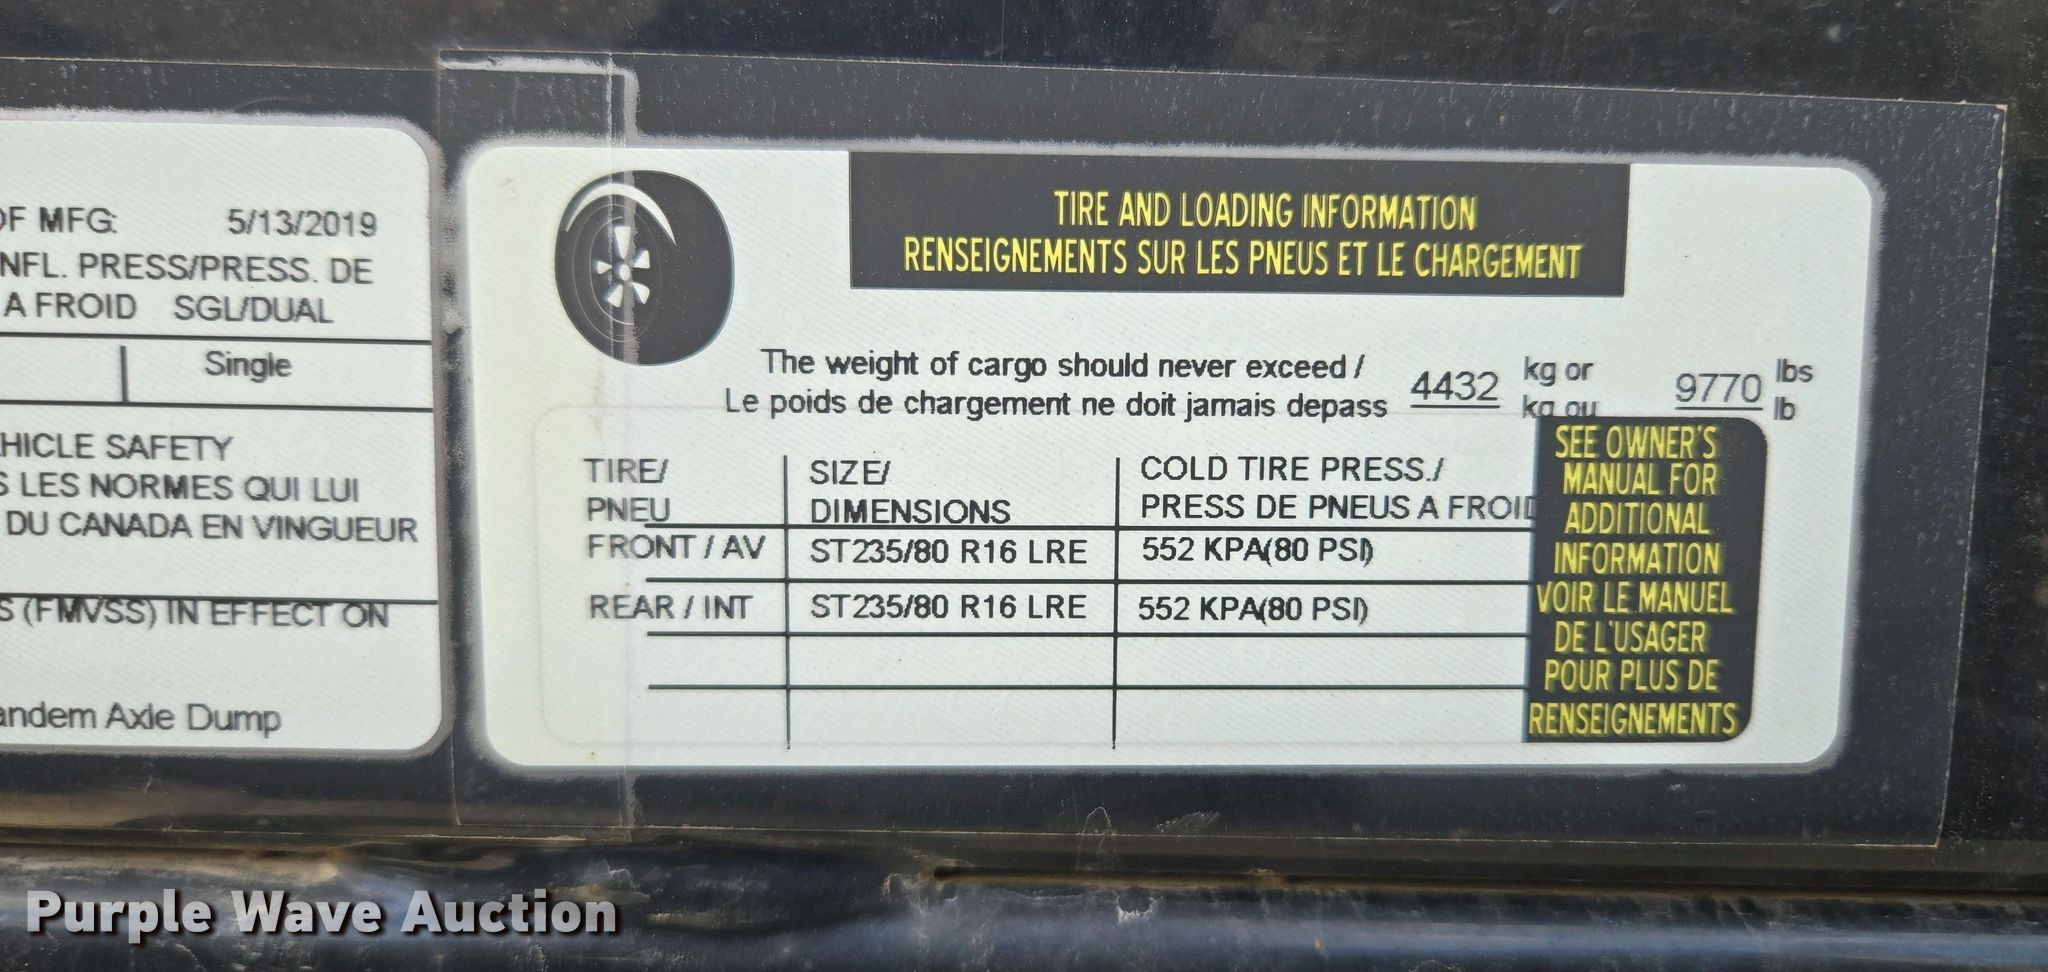 OF MFG: 5/13/2019
INFL. PRESS/PRESS. DE
A FROID SGL/DUAL
Single
HICLE SAFETY
S LES NORMES QUI LUI
DU CANADA EN VINGUEUR
S (FMVSS) IN EFFECT ON
andem Axle Dump
TIRE AND LOADING INFORMATION
RENSEIGNEMENTS SUR LES PNEUS ET LE CHARGEMENT
The weight of cargo should never exceed / 4432 kg or 9770 lbs
Le poids de chargement ne doit jamais depass kg ou lb
TIRE/ SIZE/ COLD TIRE PRESS./
PNEU DIMENSIONS PRESS DE PNEUS A FROID
FRONT / AV ST235/80 R16 LRE 552 KPA(80 PSI)
REAR / INT ST235/80 R16 LRE 552 KPA(80 PSI)
SEE OWNER'S
MANUAL FOR
ADDITIONAL
INFORMATION
VOIR LE MANUEL
DE L'USAGER
POUR PLUS DE
RENSEIGNEMENTS
Purple Wave Auction